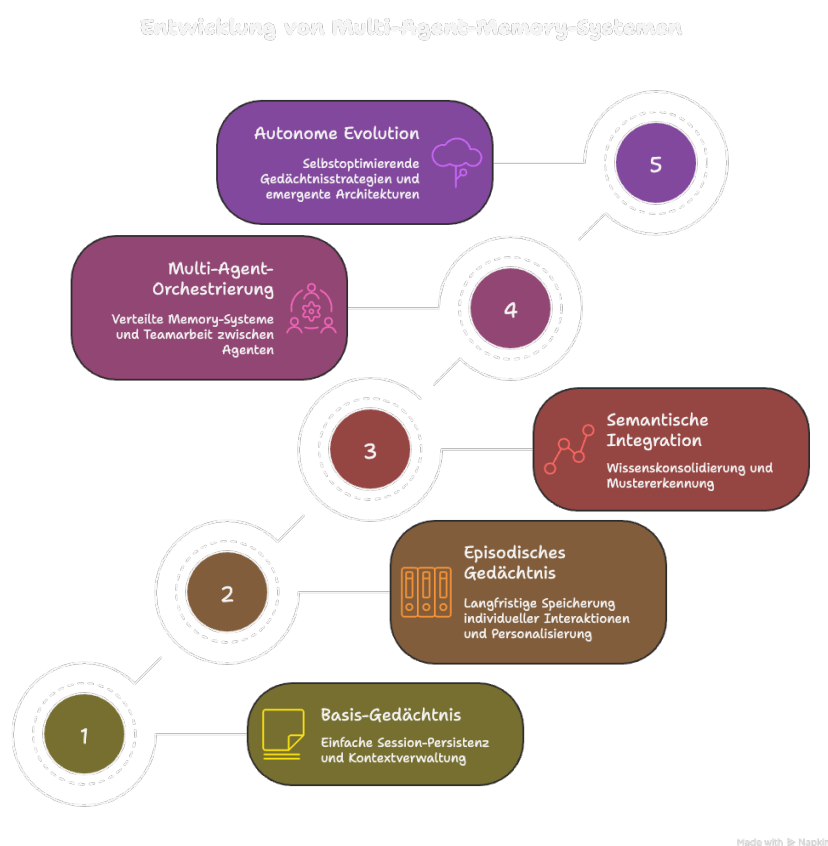 Entwicklung von Multi-Agent-Memory-Systemen
Autonome Evolution
Selbstoptimierende
Gedächtnisstrategien und
emergente Architekturen
5
Multi-Agent-
Orchestrierung
Verteilte Memory-Systeme
und Teamarbeit zwischen
Agenten
4
3
Semantische
Integration
Wissenskonsolidierung und
Mustererkennung
2
Episodisches
Gedächtnis
Langfristige Speicherung
individueller Interaktionen
und Personalisierung
1
Basis-Gedächtnis
Einfache Session-Persistenz
und Kontextverwaltung
Made with Napkin